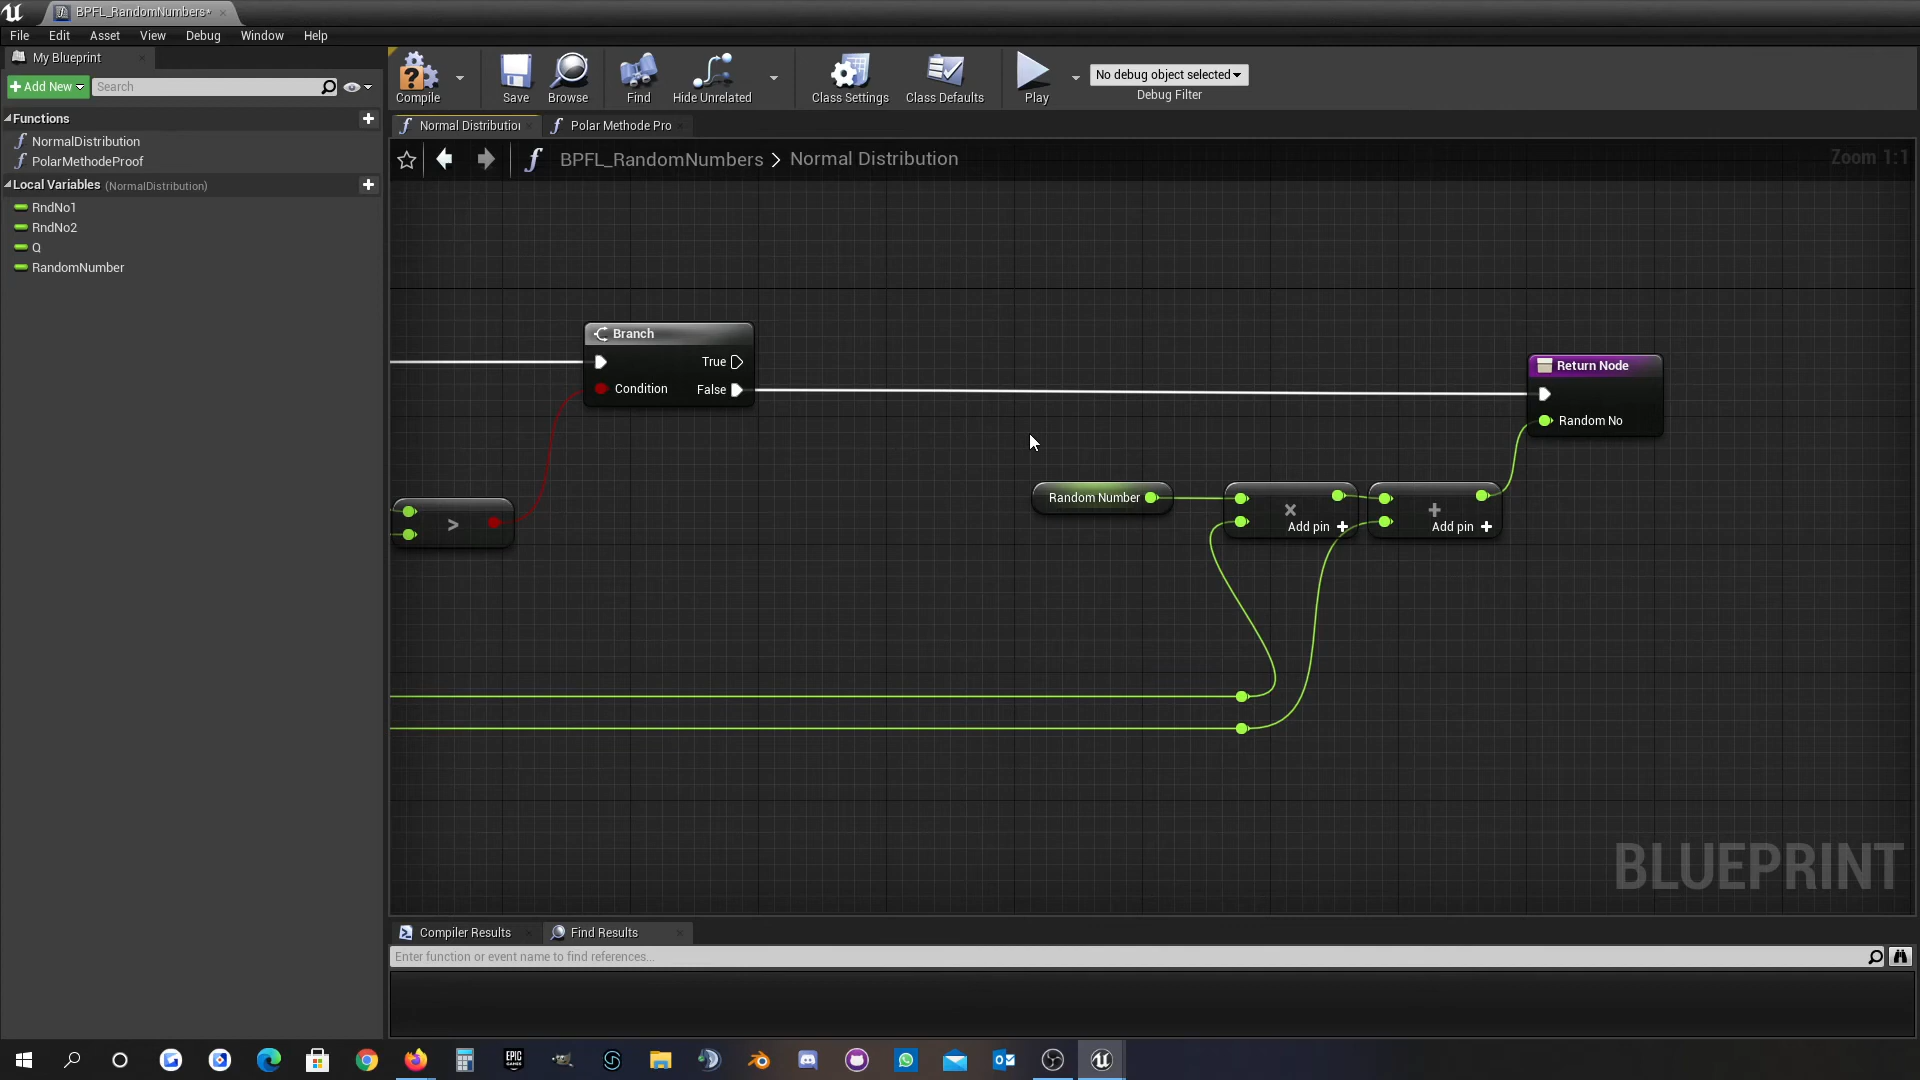 BPFL_RandomNumbers*
File Edit Asset View Debug Window Help
My Blueprint
Add New
Search
Functions
NormalDistribution
PolarMethodeProof
Local Variables (NormalDistribution)
RndNo1
RndNo2
Q
RandomNumber
Compile
Save
Browse
Find
Hide Unrelated
Class Settings
Class Defaults
Play
No debug object selected
Debug Filter
Normal Distribution
Polar Methode Pro
BPFL_RandomNumbers > Normal Distribution
Zoom 1:1
Branch
True
Condition
False
Return Node
Random No
>
Random Number
×
Add pin +
+
Add pin +
BLUEPRINT
Compiler Results
Find Results
Enter function or event name to find references...
EPIC
GAMES